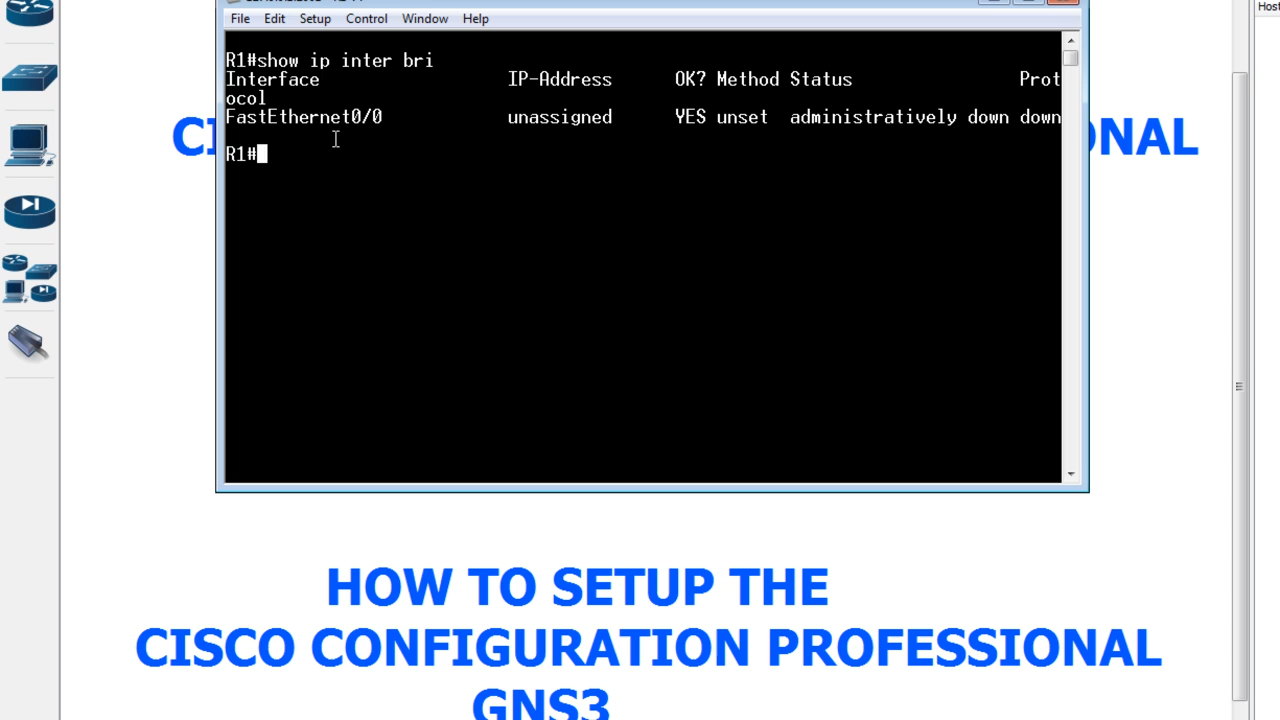 Host
File Edit Setup Control Window Help
R1#show ip inter bri
Interface IP-Address OK? Method Status Prot
ocol
FastEthernet0/0 unassigned YES unset administratively down down
R1#
CI ONAL
HOW TO SETUP THE
CISCO CONFIGURATION PROFESSIONAL
GNS3